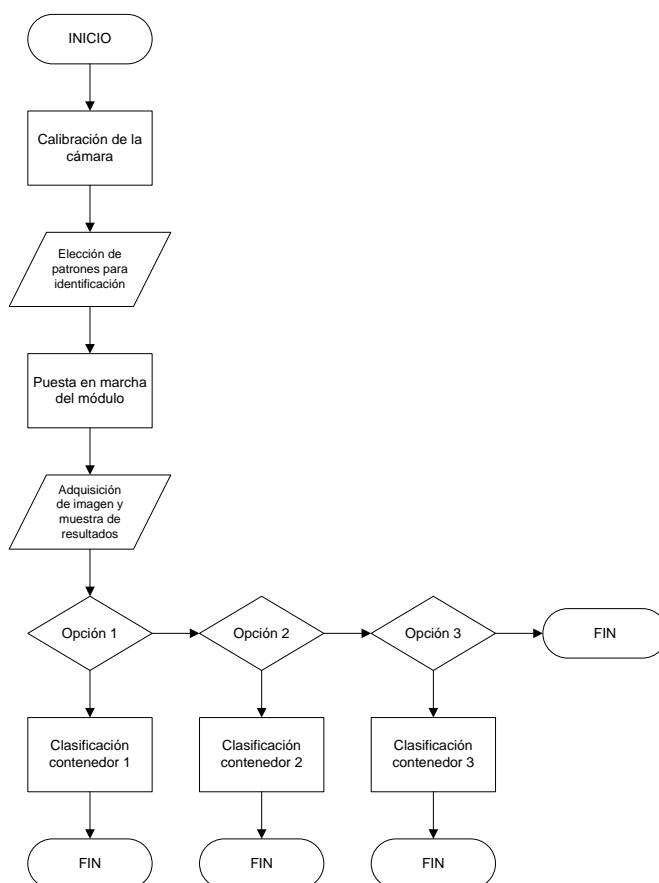 INICIO
Calibración de la
cámara
Elección de
patrones para
identificación
Puesta en marcha
del módulo
Adquisición
de imagen y
muestra de
resultados
Opción 1
Opción 2
Opción 3
FIN
Clasificación
contenedor 1
Clasificación
contenedor 2
Clasificación
contenedor 3
FIN
FIN
FIN